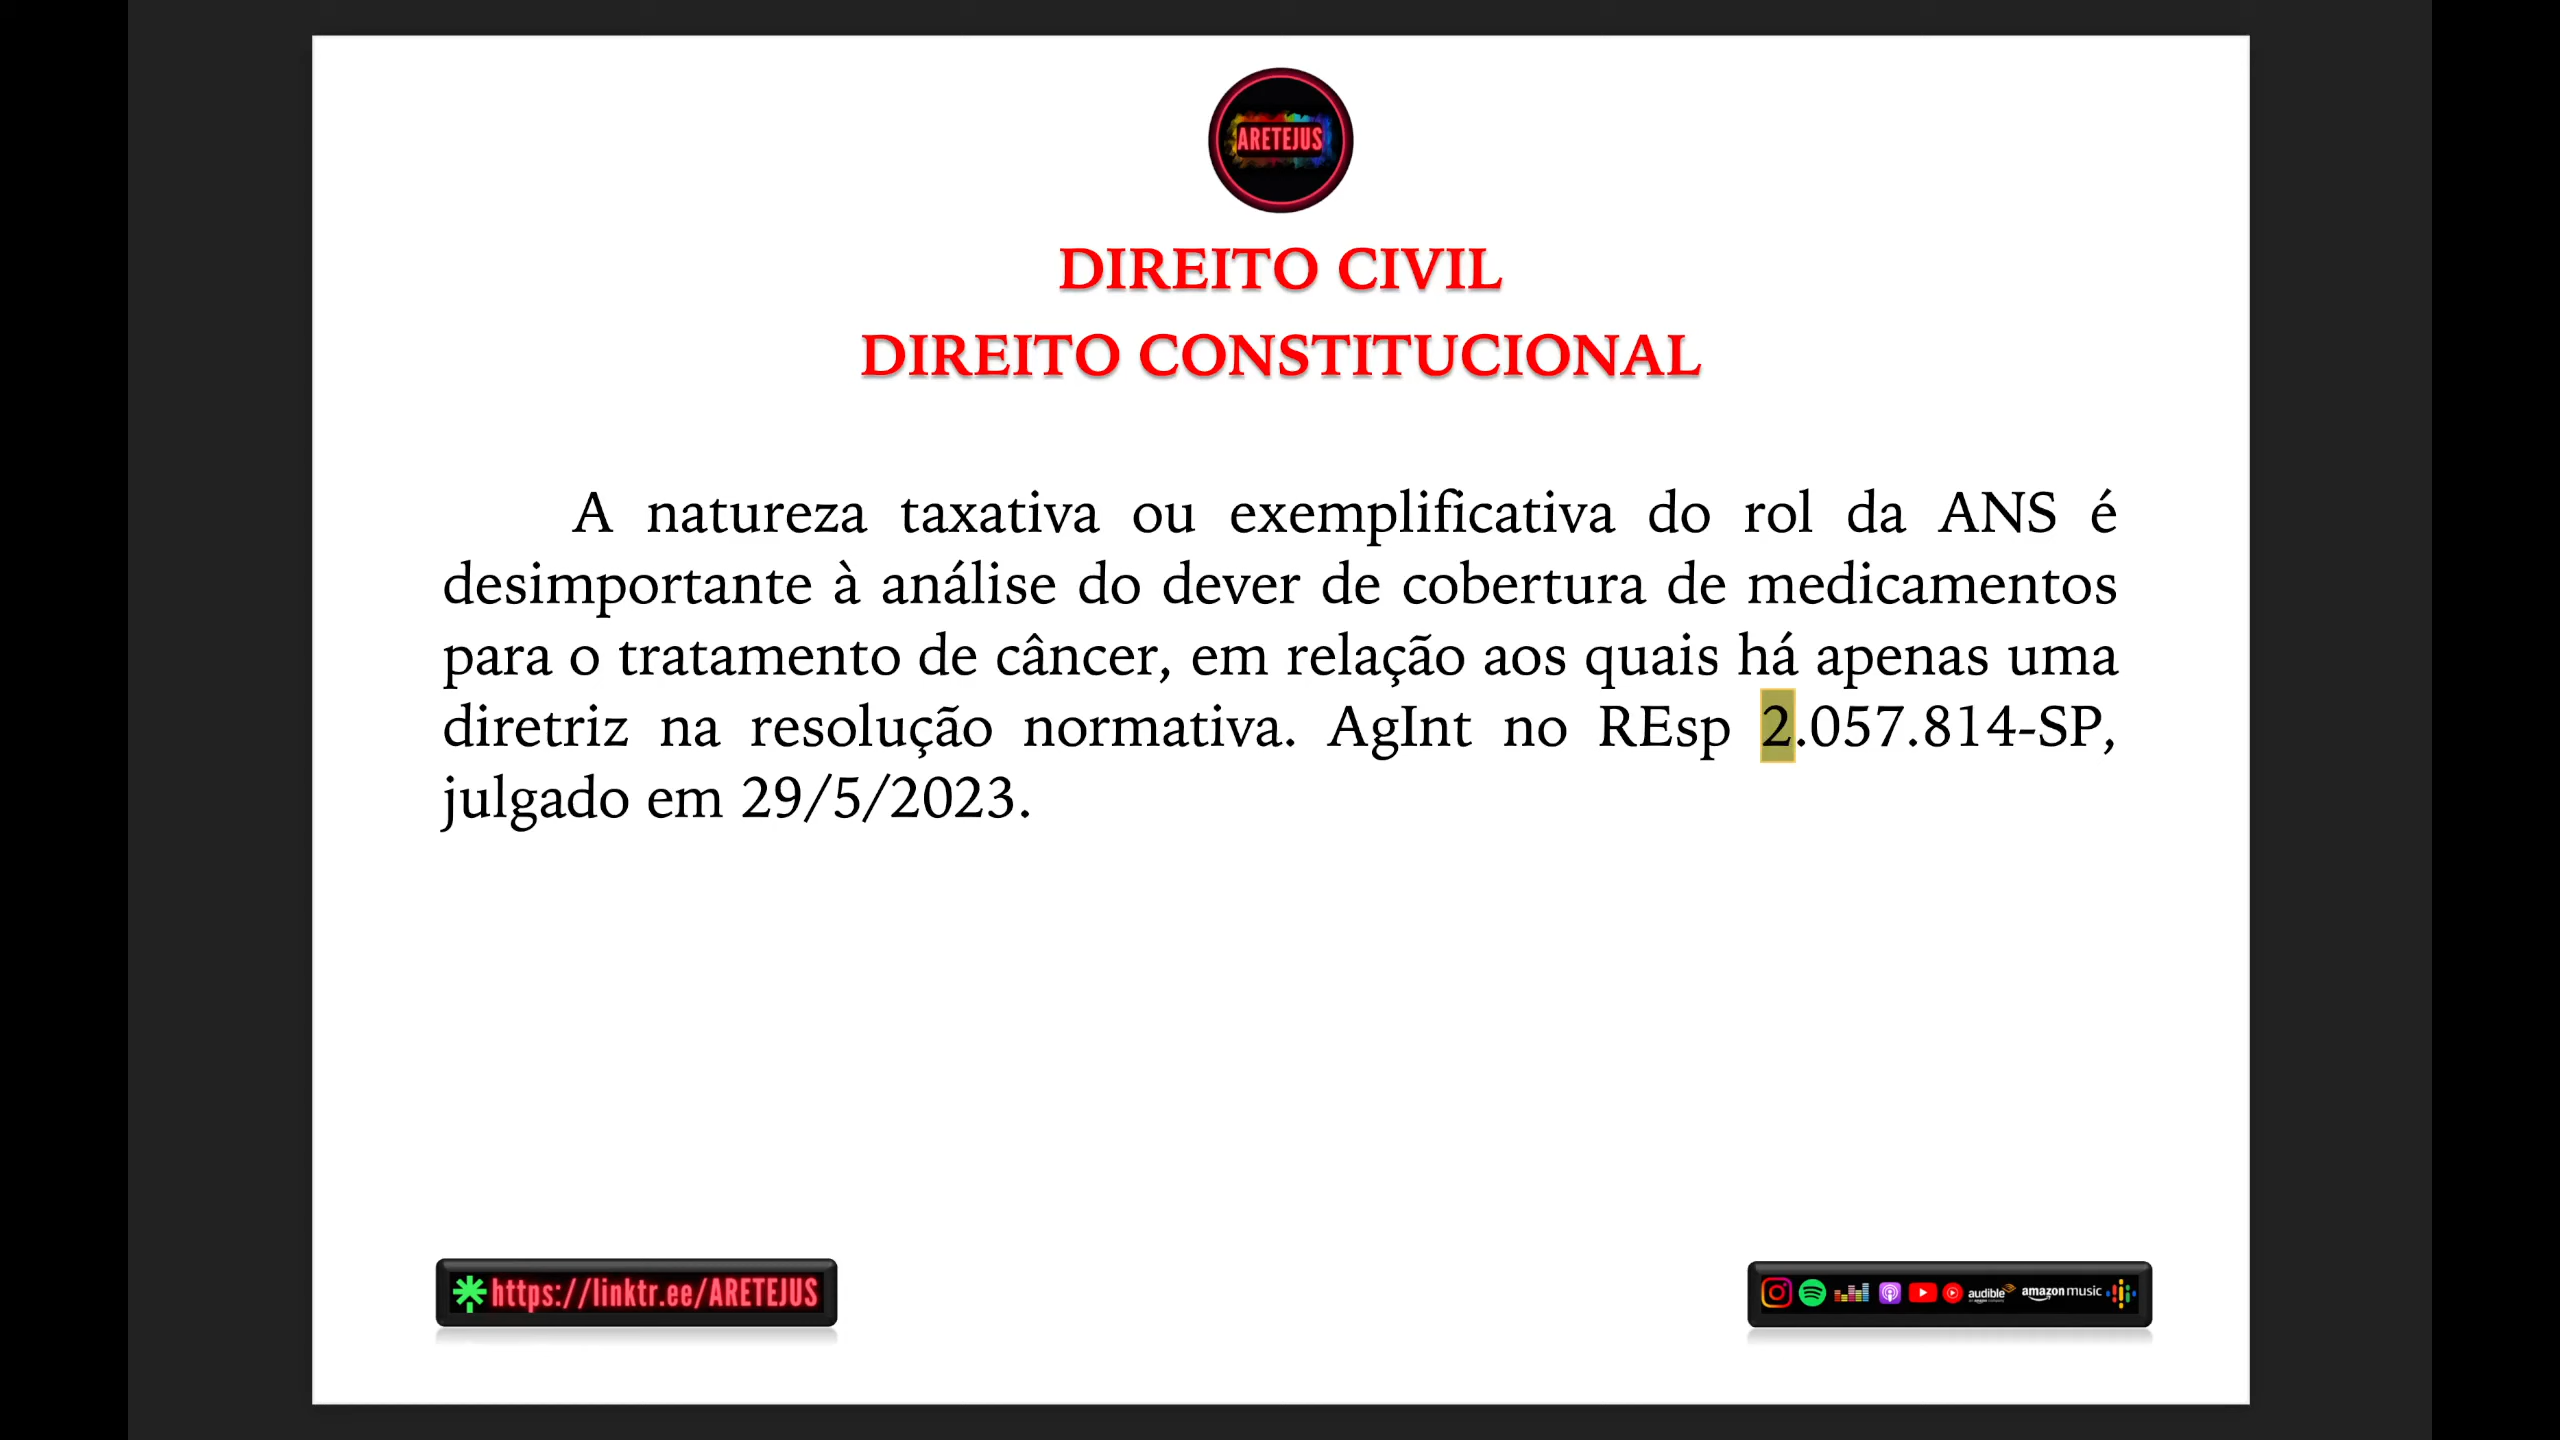 ARETEJUS
DIREITO CIVIL
DIREITO CONSTITUCIONAL
A natureza taxativa ou exemplificativa do rol da ANS é
desimportante à análise do dever de cobertura de medicamentos
para o tratamento de câncer, em relação aos quais há apenas uma
diretriz na resolução normativa. AgInt no REsp 2.057.814-SP,
julgado em 29/5/2023.
https://linktr.ee/ARETEJUS
audible amazon music